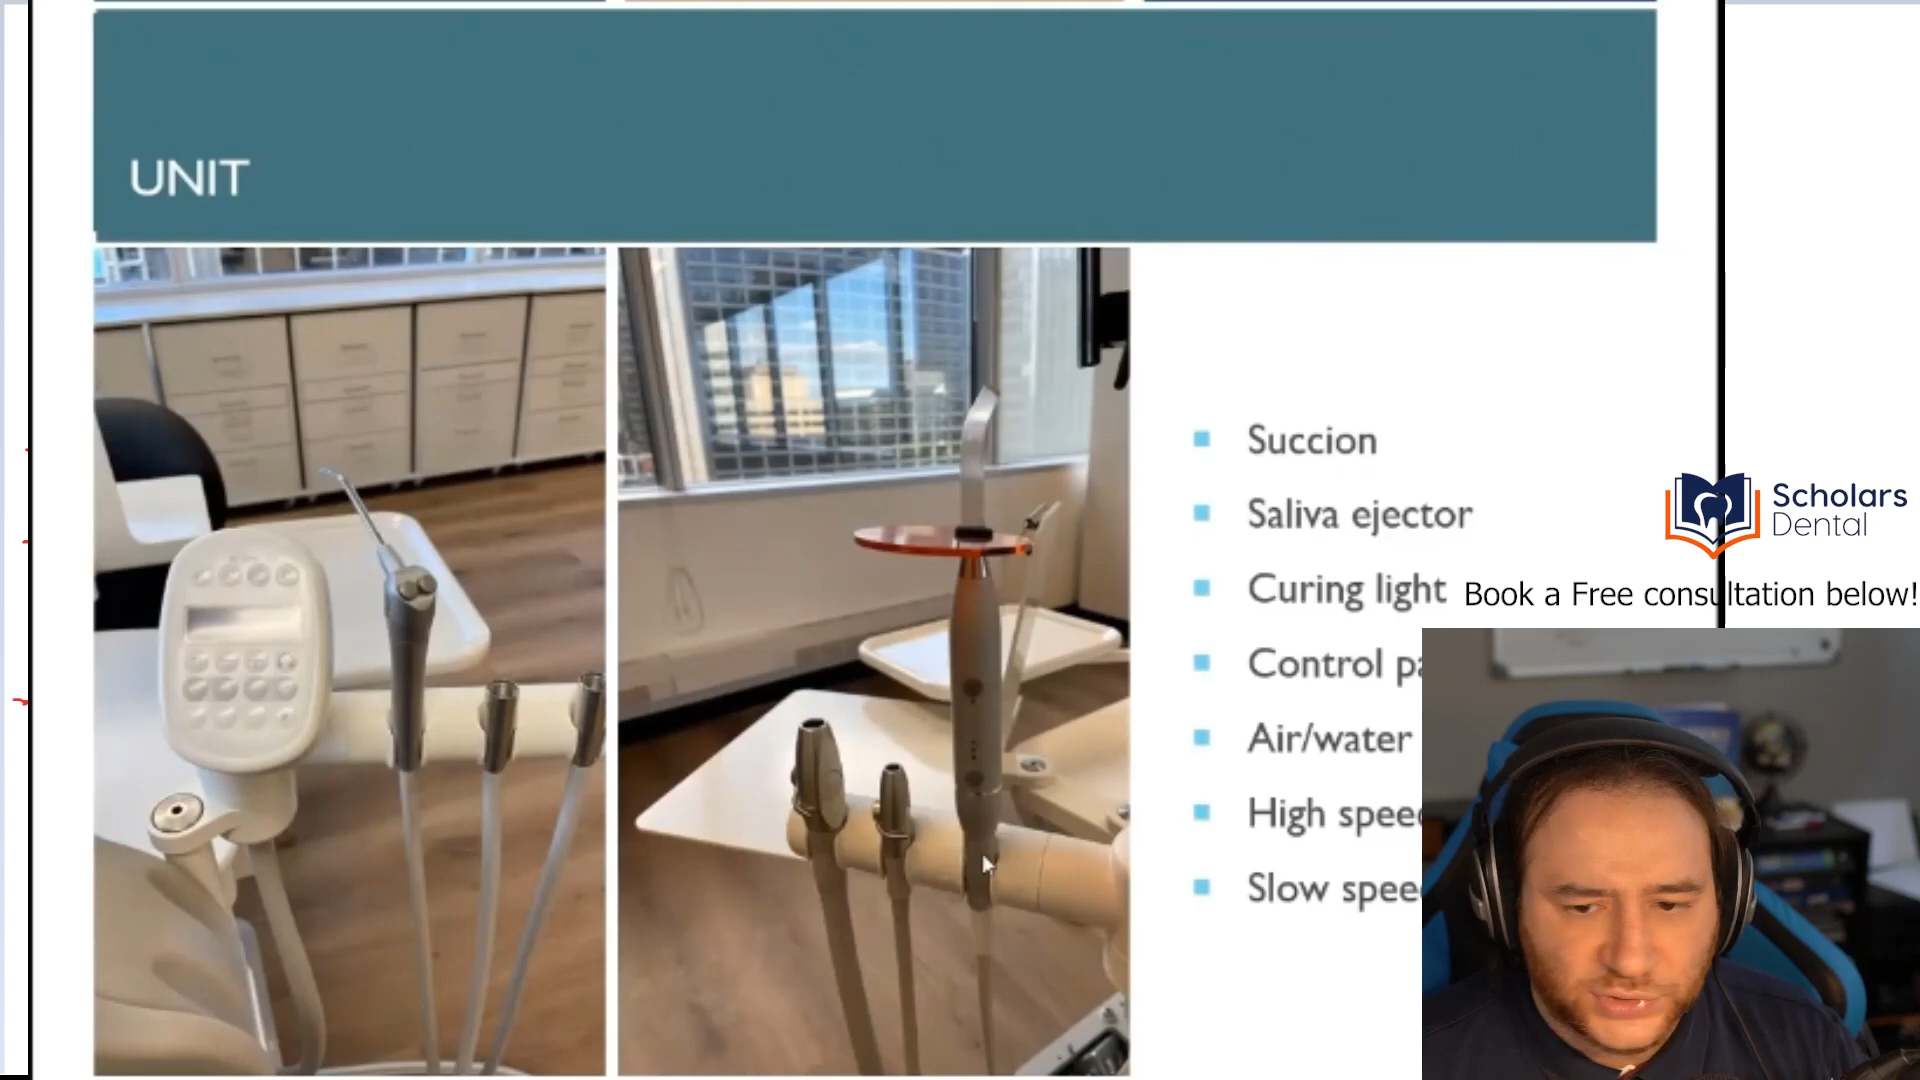 UNIT
Succion
Saliva ejector
Curing light
Control pa
Air/water
High spee
Slow spee
Scholars
Dental
Book a Free consultation below!